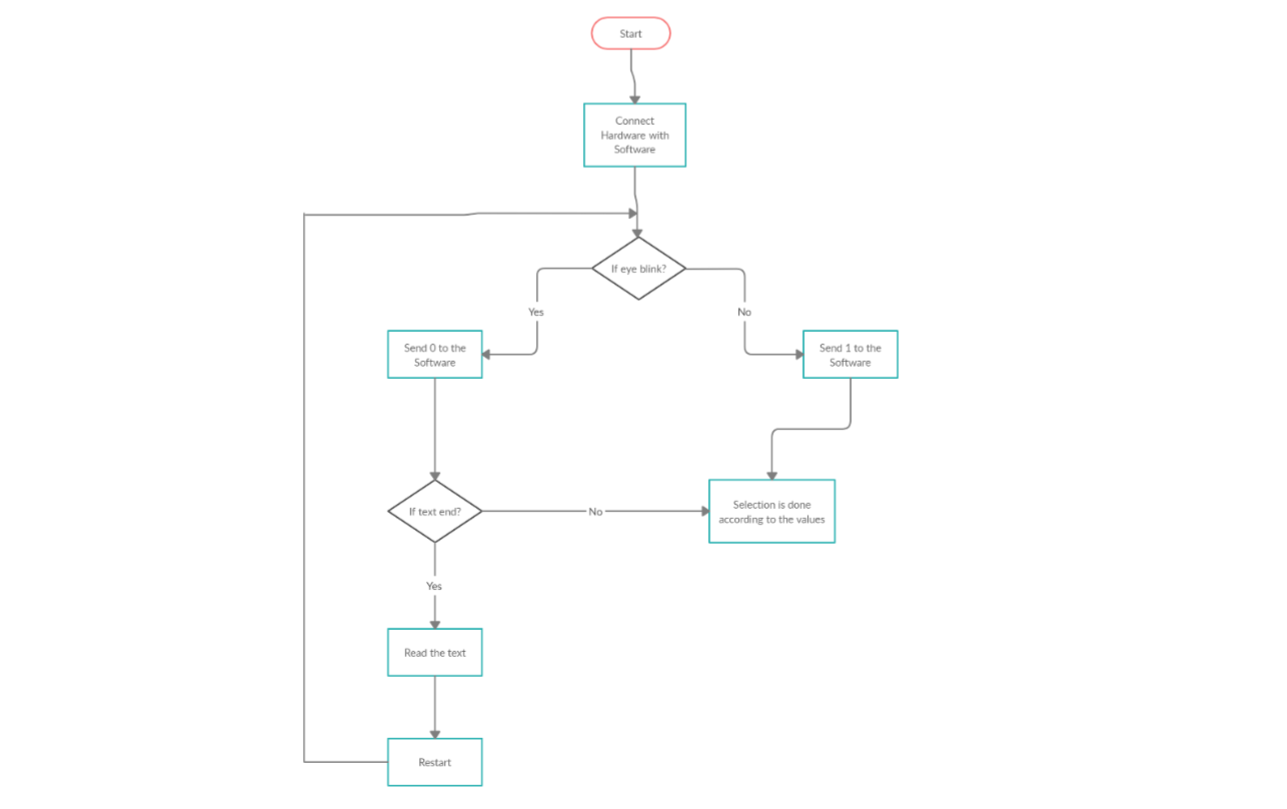 Start
Connect
Hardware with
Software
If eye blink?
Yes
No
Send 0 to the
Software
Send 1 to the
Software
If text end?
No
Selection is done
according to the values
Yes
Read the text
Restart